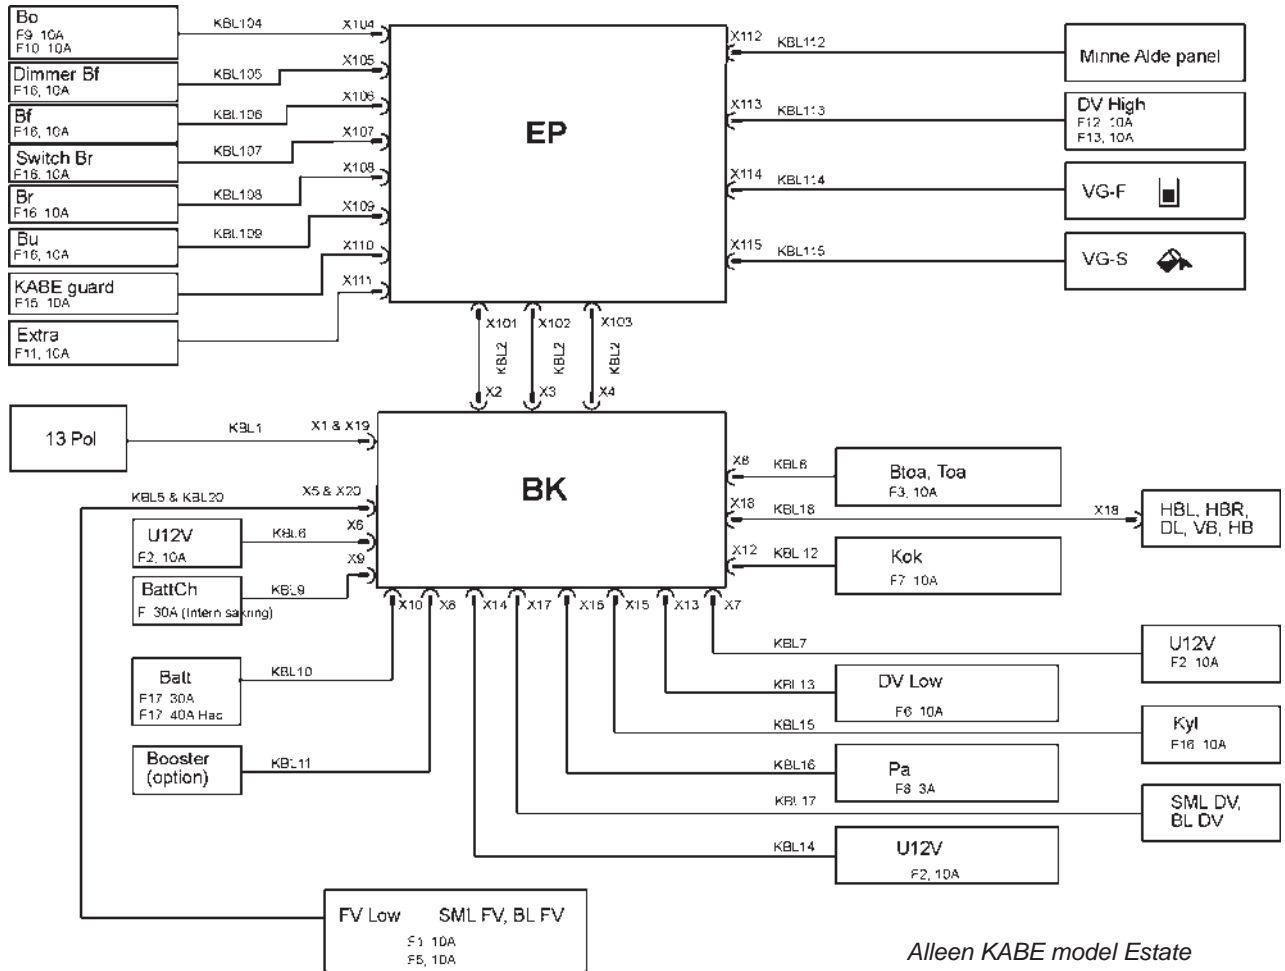 Bo
F9 10A
F10 10A
KBL104
X104
Dimmer Bf
F16, 10A
KBL105
X105
Bf
F16, 10A
KBL106
X106
Switch Br
F16, 10A
KBL107
X107
Br
F16 10A
KBL108
X108
Bu
F16, 10A
KBL109
X109
KABE guard
F15 10A
X110
Extra
F11, 10A
X111
EP
X112
KBL112
Minne Alde panel
X113
KBL113
DV High
F12 10A
F13, 10A
X114
KBL114
VG-F
X115
KBL115
VG-S
X101
X102
X103
KBL2
KBL2
KBL2
X2
X3
X4
13 Pol
KBL1
X1 & X19
KBL5 & KBL20
X5 & X20
U12V
F2, 10A
KBL6
X6
BattCh
F 30A (Intern sakring)
KBL9
X9
BK
X8
KBL8
Btoa, Toa
F3, 10A
X18
KBL18
X18
HBL, HBR,
DL, VB, HB
X12
KBL12
Kok
F7 10A
X10
X8
X14
X17
X16
X15
X13
X7
Batt
F17 30A
F17 40A Hac
KBL10
Booster
(option)
KBL11
KBL7
U12V
F2 10A
KBL13
DV Low
F6 10A
KBL15
Kyl
F16 10A
KBL16
Pa
F8 3A
KBL17
SML DV,
BL DV
KBL14
U12V
F2, 10A
FV Low SML FV, BL FV
F1 10A
F5, 10A
Alleen KABE model Estate